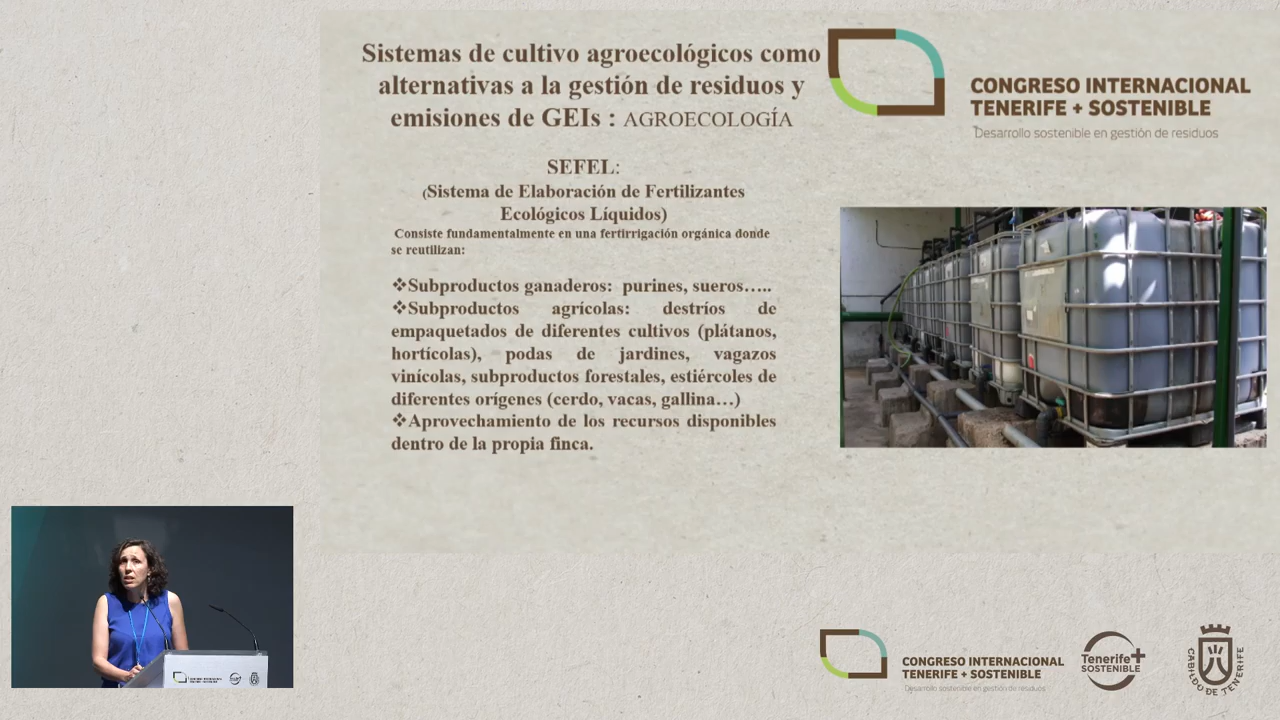 Sistemas de cultivo agroecológicos como
alternativas a la gestión de residuos y
emisiones de GEIs : AGROECOLOGÍA
SEFEL:
(Sistema de Elaboración de Fertilizantes
Ecológicos Líquidos)
Consiste fundamentalmente en una fertirrigación orgánica donde
se reutilizan:
❖Subproductos ganaderos: purines, sueros…..
❖Subproductos agrícolas: destríos de
empaquetados de diferentes cultivos (plátanos,
hortícolas), podas de jardines, vagazos
vinícolas, subproductos forestales, estiércoles de
diferentes orígenes (cerdo, vacas, gallina…)
❖Aprovechamiento de los recursos disponibles
dentro de la propia finca.
CONGRESO INTERNACIONAL
TENERIFE + SOSTENIBLE
Desarrollo sostenible en gestión de residuos
CONGRESO INTERNACIONAL
TENERIFE + SOSTENIBLE
Desarrollo sostenible en gestión de residuos
Tenerife+
SOSTENIBLE
CABILDO DE TENERIFE